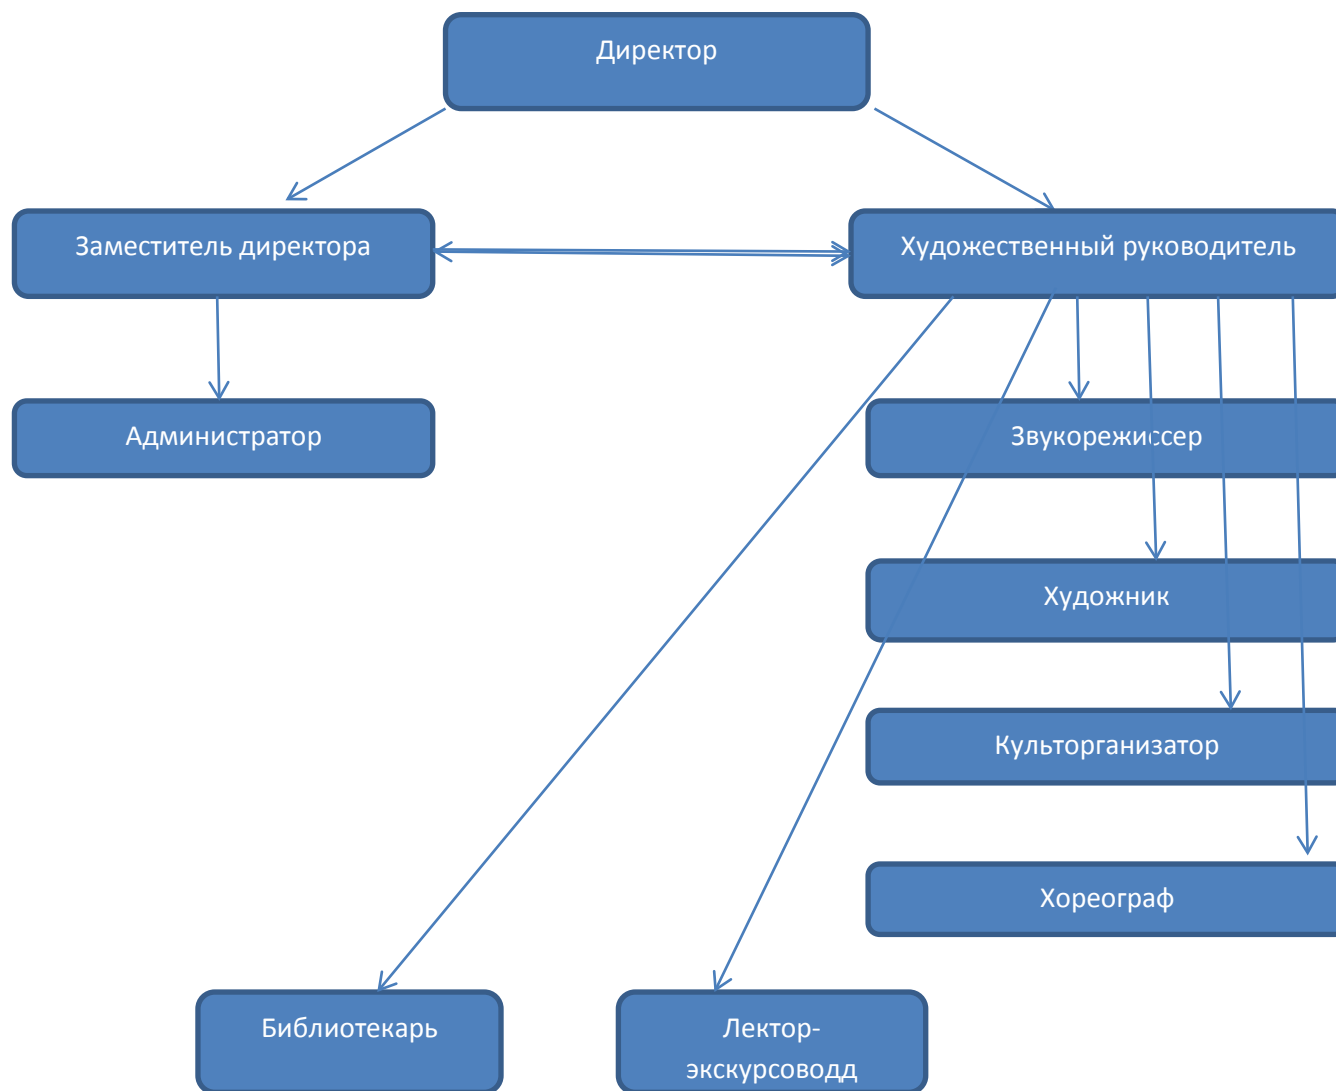 Директор
Заместитель директора
Художественный руководитель
Администратор
Звукорежиссер
Художник
Культорганизатор
Хореограф
Библиотекарь
Лектор-
экскурсоводд